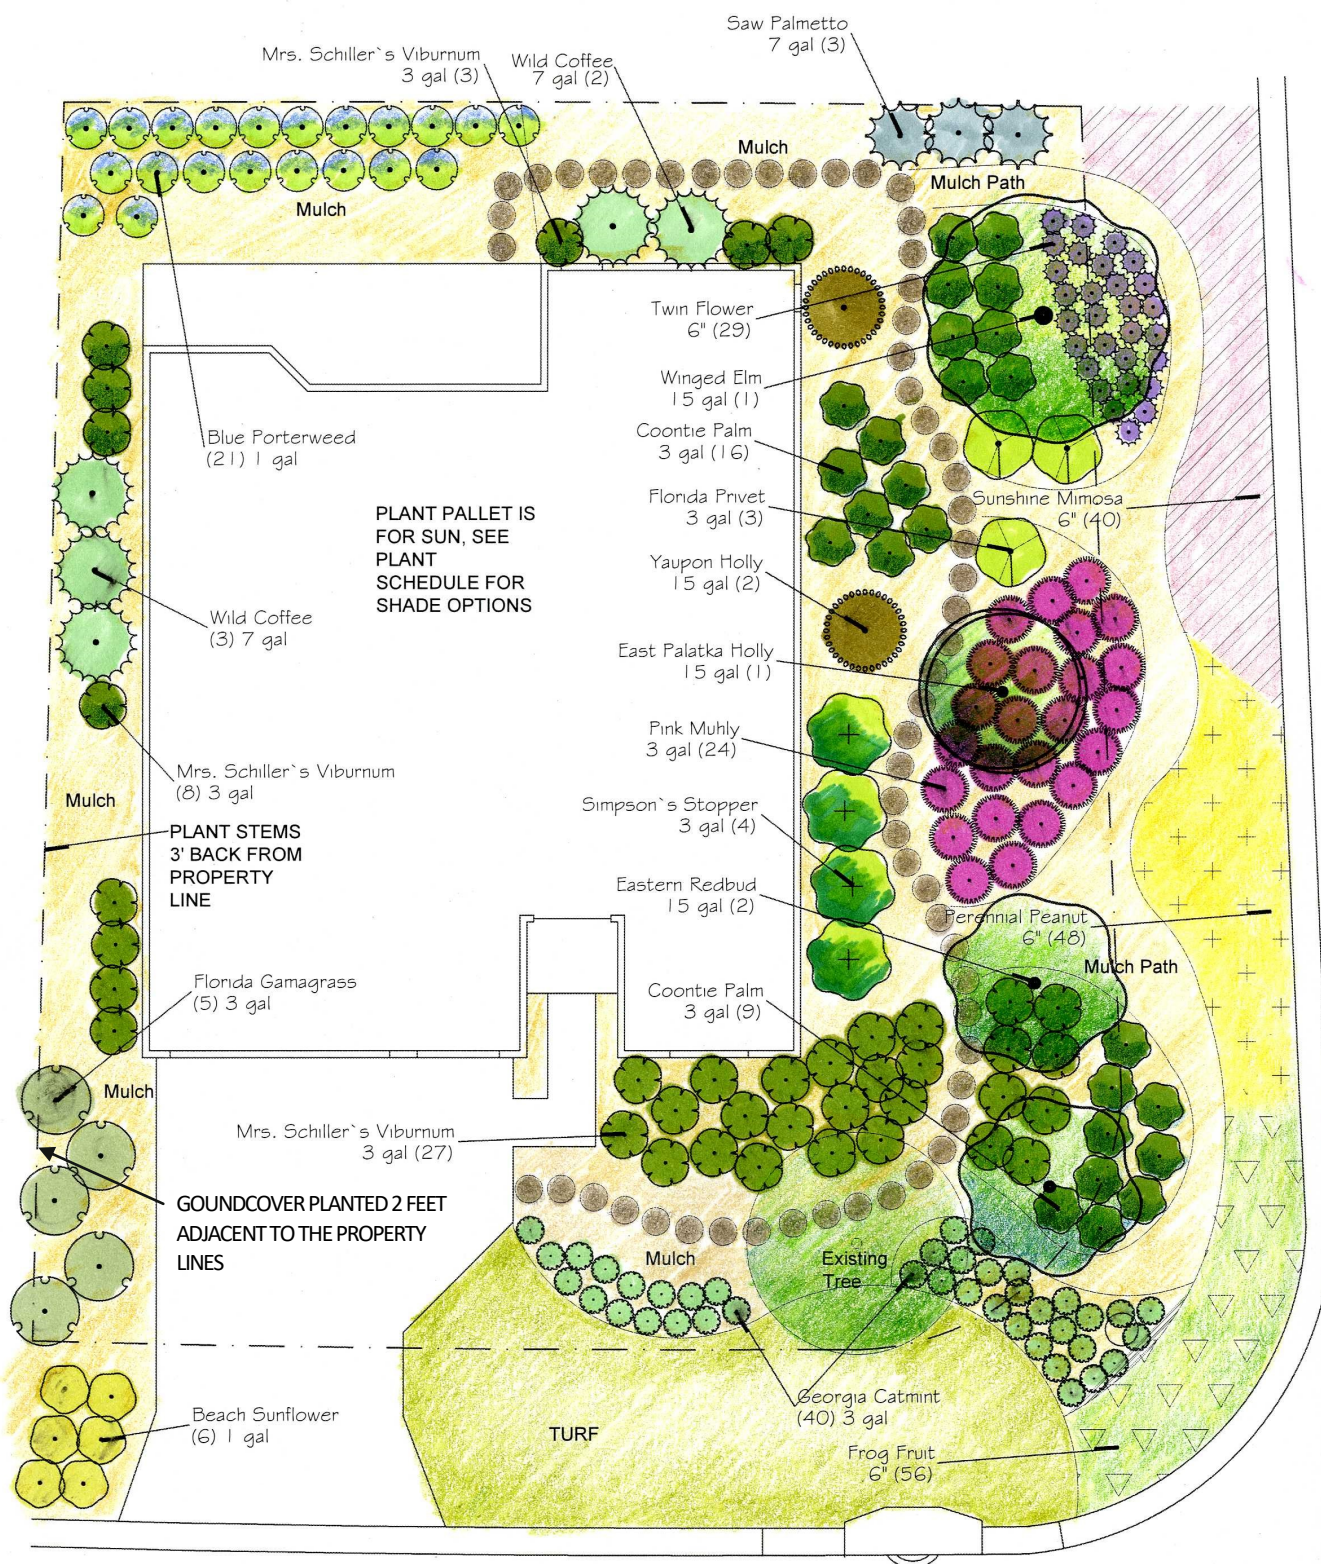 Saw Palmetto
7 gal (3)
Mrs. Schiller`s Viburnum
3 gal (3)
Wild Coffee
7 gal (2)
Mulch
Mulch Path
Mulch
Twin Flower
6" (29)
Winged Elm
15 gal (1)
Blue Porterweed
(21) 1 gal
Coontie Palm
3 gal (16)
Florida Privet
3 gal (3)
Sunshine Mimosa
6" (40)
PLANT PALLET IS
FOR SUN, SEE
PLANT
SCHEDULE FOR
SHADE OPTIONS
Yaupon Holly
15 gal (2)
Wild Coffee
(3) 7 gal
East Palatka Holly
15 gal (1)
Pink Muhly
3 gal (24)
Mrs. Schiller`s Viburnum
(8) 3 gal
Mulch
PLANT STEMS
3' BACK FROM
PROPERTY
LINE
Simpson`s Stopper
3 gal (4)
Eastern Redbud
15 gal (2)
Perennial Peanut
6" (48)
Mulch Path
Florida Gamagrass
(5) 3 gal
Coontie Palm
3 gal (9)
Mulch
Mrs. Schiller`s Viburnum
3 gal (27)
GOUNDCOVER PLANTED 2 FEET
ADJACENT TO THE PROPERTY
LINES
Mulch
Existing
Tree
Georgia Catmint
(40) 3 gal
Beach Sunflower
(6) 1 gal
TURF
Frog Fruit
6" (56)